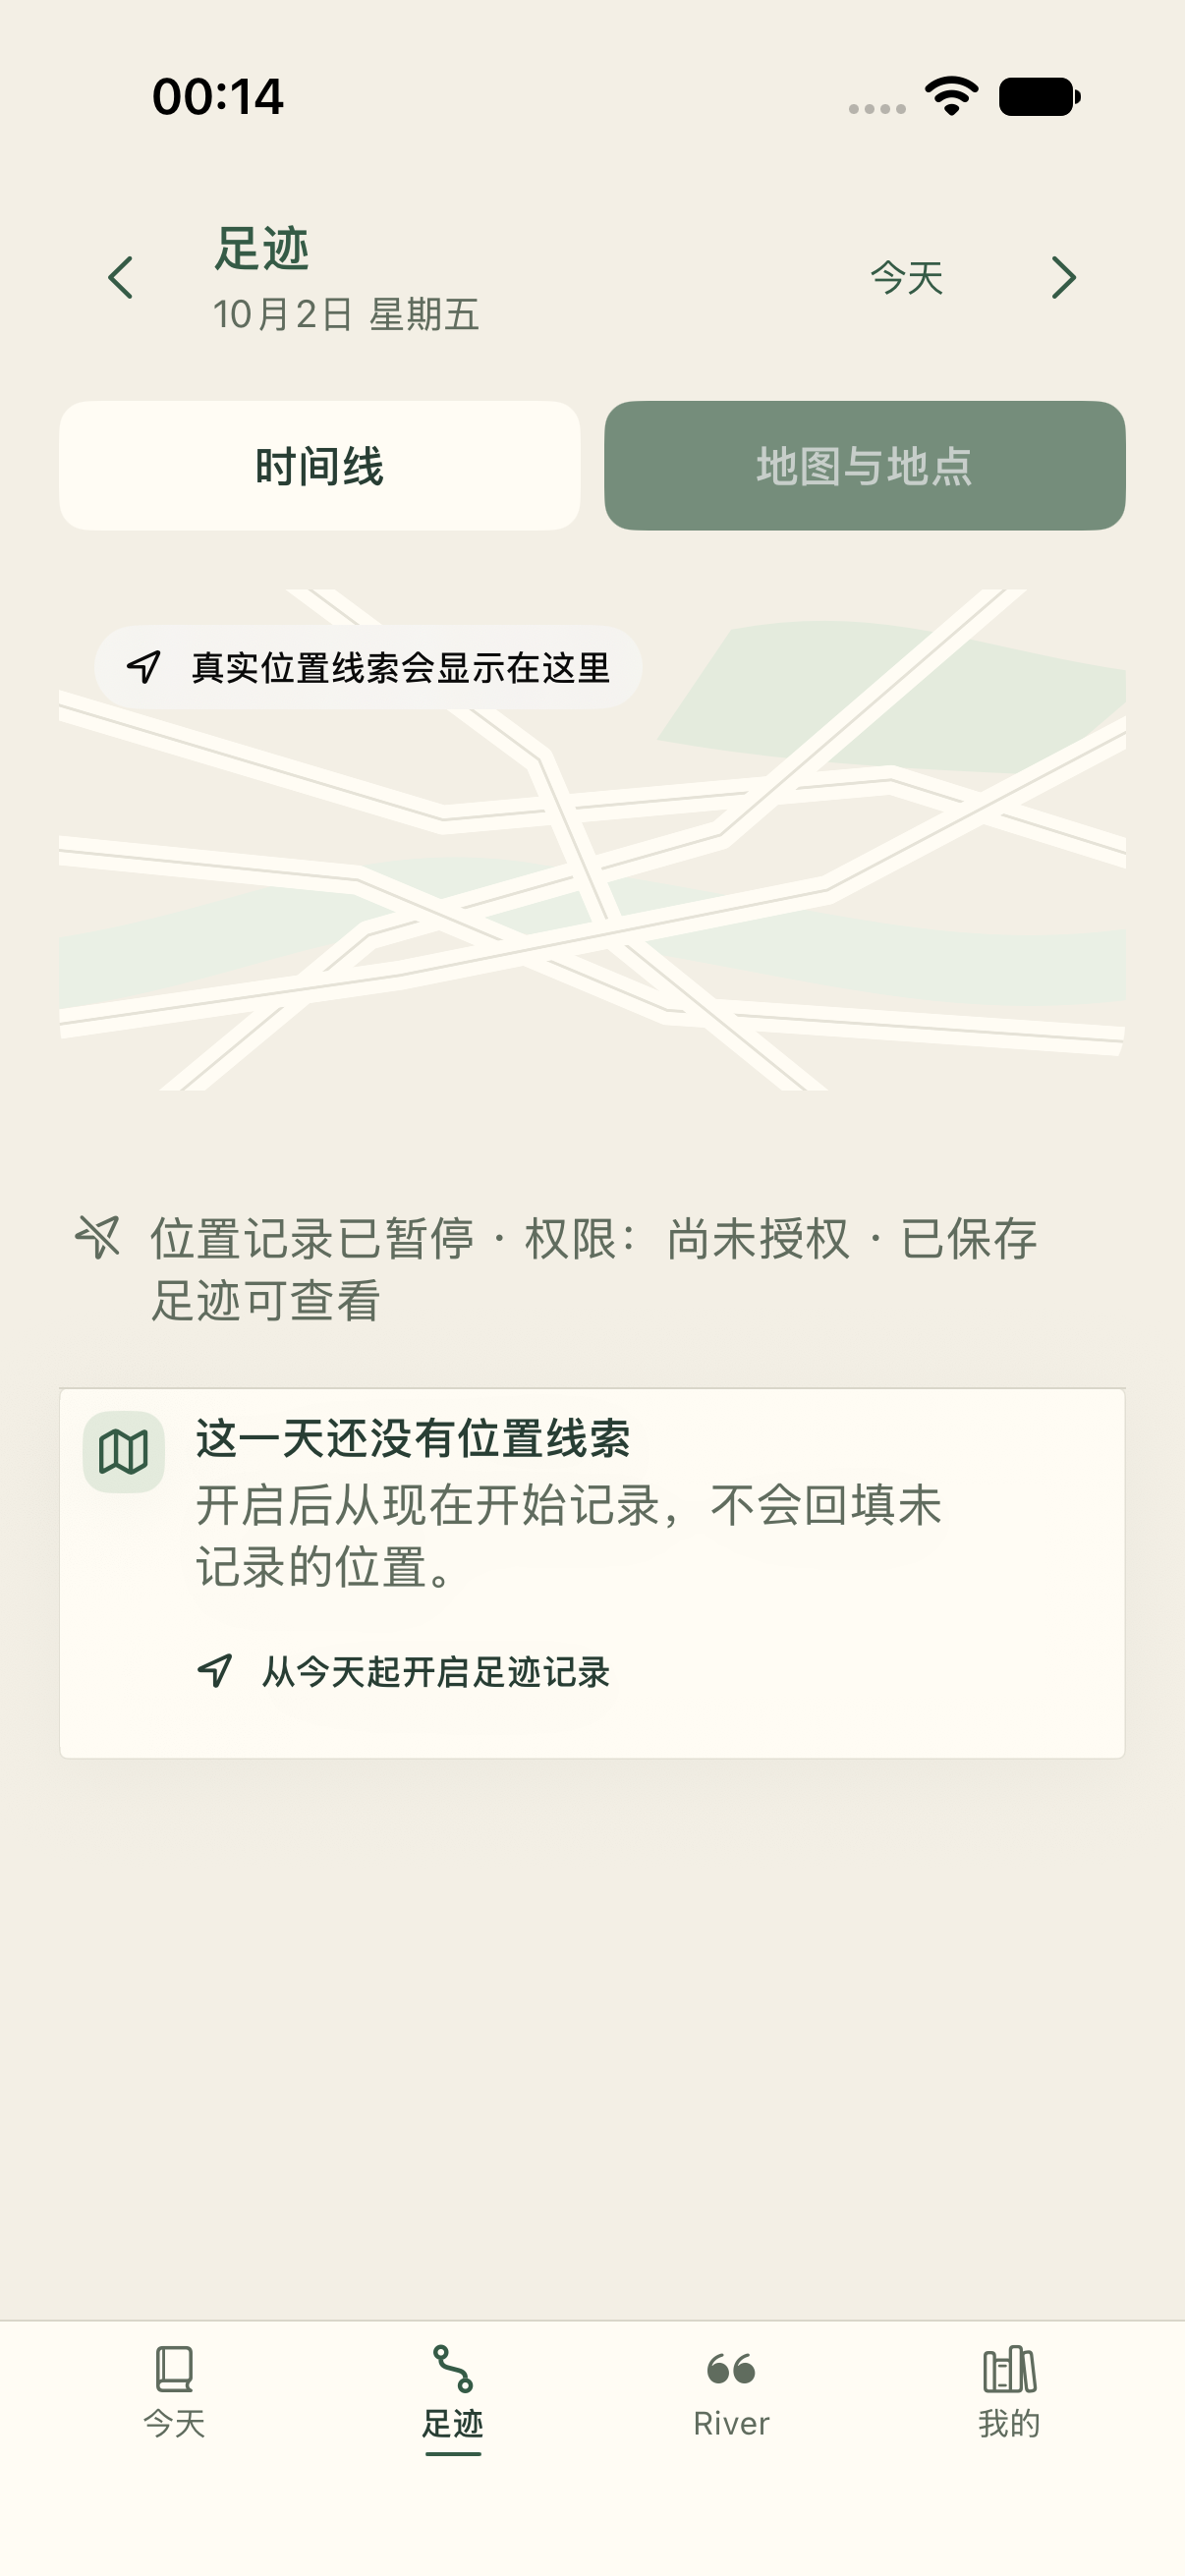 00:14
足迹
10月2日 星期五
今天
时间线
地图与地点
真实位置线索会显示在这里
位置记录已暂停 · 权限：尚未授权 · 已保存
足迹可查看
这一天还没有位置线索
开启后从现在开始记录，不会回填未
记录的位置。
从今天起开启足迹记录
今天
足迹
River
我的